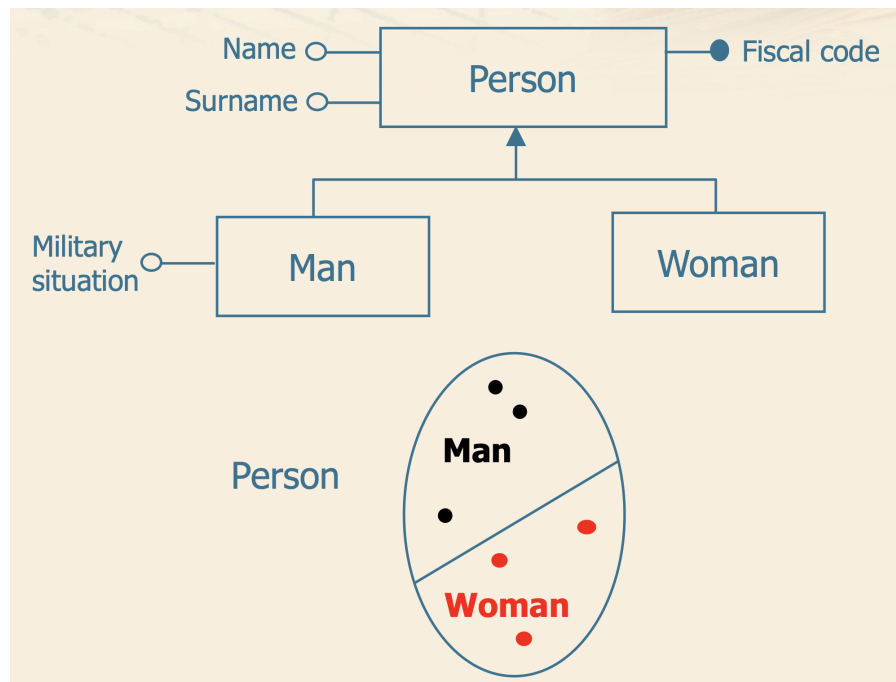 Name
Fiscal code
Person
Surname
Military
situation
Man
Woman
Man
Person
Woman